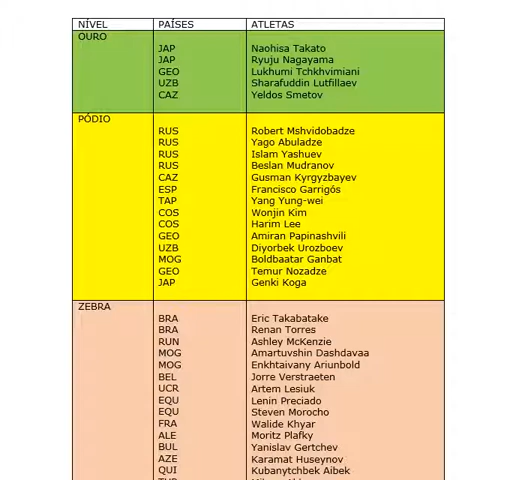 NÍVEL PAÍSES ATLETAS
OURO
JAP Naohisa Takato
JAP Ryuju Nagayama
GEO Lukhumi Tchkhvimiani
UZB Sharafuddin Lutfillaev
CAZ Yeldos Smetov
PÓDIO
RUS Robert Mshvidobadze
RUS Yago Abuladze
RUS Islam Yashuev
RUS Beslan Mudranov
CAZ Gusman Kyrgyzbayev
ESP Francisco Garrigós
TAP Yang Yung-wei
COS Wonjin Kim
COS Harim Lee
GEO Amiran Papinashvili
UZB Diyorbek Urozboev
MOG Boldbaatar Ganbat
GEO Temur Nozadze
JAP Genki Koga
ZEBRA
BRA Eric Takabatake
BRA Renan Torres
RUN Ashley McKenzie
MOG Amartuvshin Dashdavaa
MOG Enkhtaivany Ariunbold
BEL Jorre Verstraeten
UCR Artem Lesiuk
EQU Lenin Preciado
EQU Steven Morocho
FRA Walide Khyar
ALE Moritz Plafky
BUL Yanislav Gertchev
AZE Karamat Huseynov
QUI Kubanytchbek Aibek